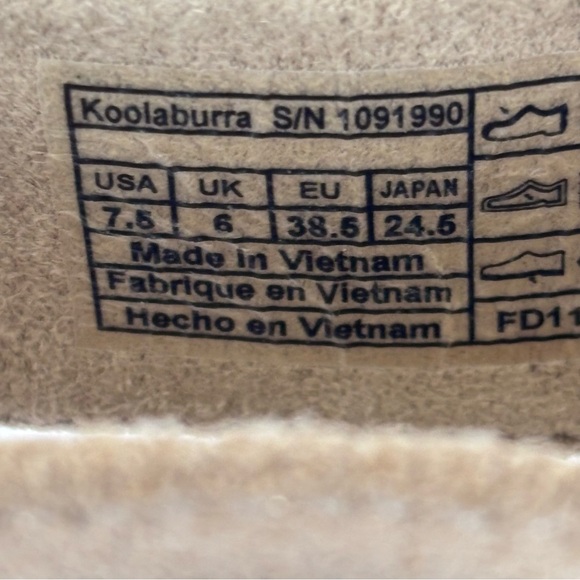 Koolaburra S/N 1091990
USA UK EU JAPAN
7.5 6 38.5 24.5
Made in Vietnam
Fabrique en Vietnam
Hecho en Vietnam
FD11